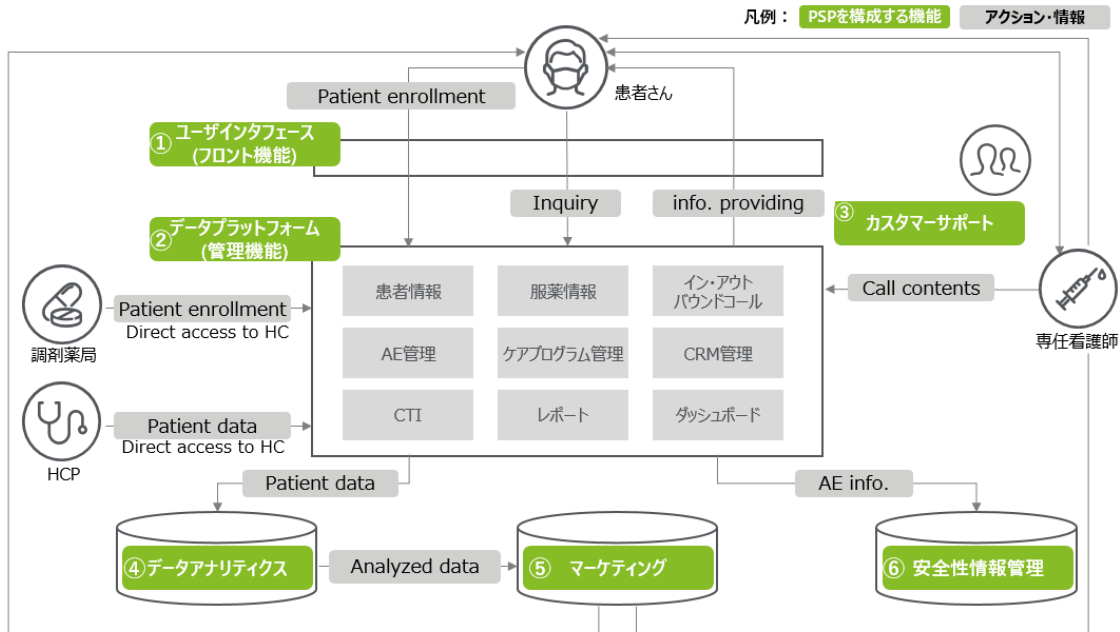 凡例：
PSPを構成する機能
アクション・情報
患者さん
Patient enrollment
① ユーザインタフェース
(フロント機能)
Inquiry
info. providing
② データプラットフォーム
(管理機能)
③ カスタマーサポート
患者情報
服薬情報
イン・アウト
バウンドコール
Call contents
専任看護師
Patient enrollment
Direct access to HC
調剤薬局
AE管理
ケアプログラム管理
CRM管理
CTI
レポート
ダッシュボード
Patient data
Direct access to HC
HCP
Patient data
AE info.
④ データアナリティクス
Analyzed data
⑤ マーケティング
⑥ 安全性情報管理